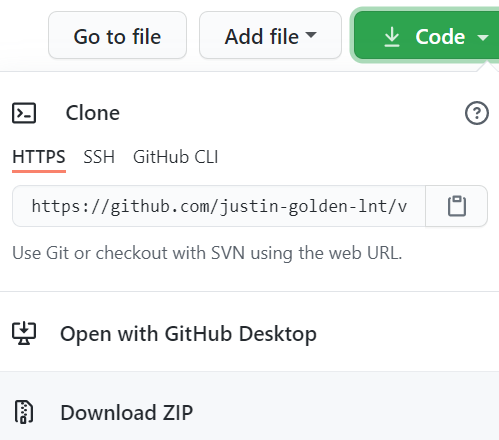 Go to file Add file Code
Clone
HTTPS SSH GitHub CLI
https://github.com/justin-golden-lnt/v
Use Git or checkout with SVN using the web URL.
Open with GitHub Desktop
Download ZIP